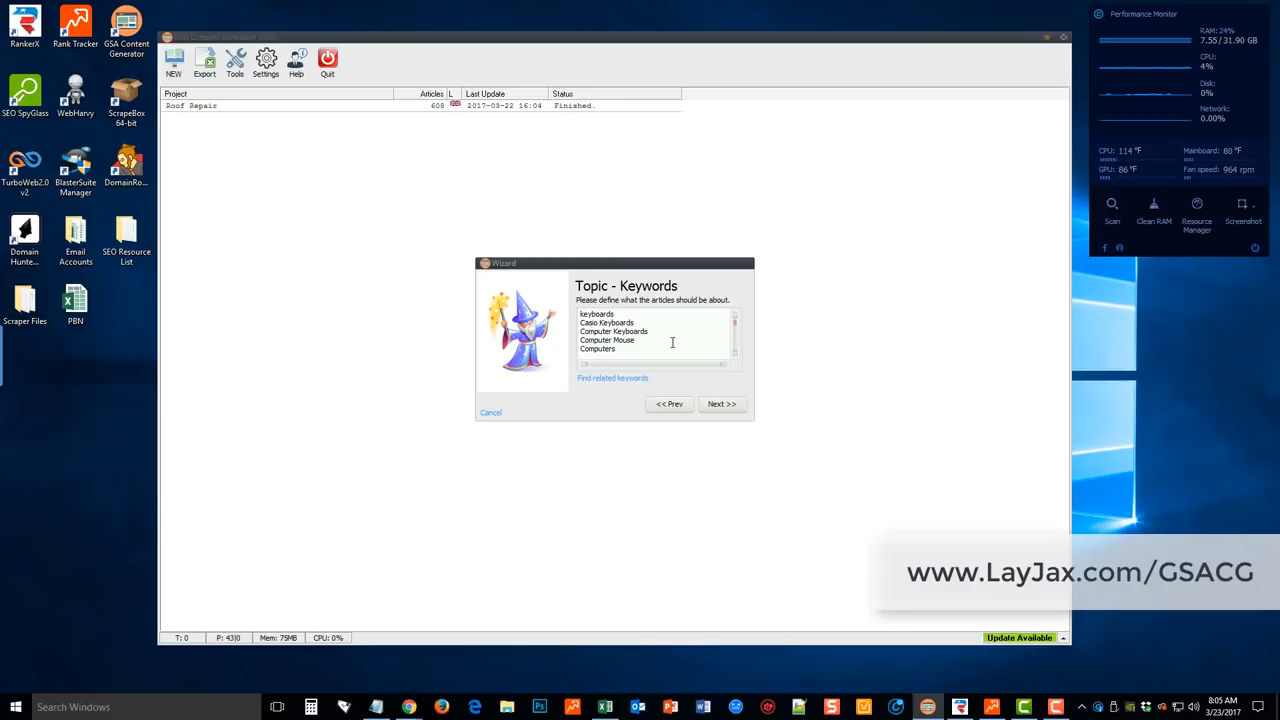 RankerX
Rank Tracker
GSA Content
Generator
SEO SpyGlass
WebHarvy
ScrapeBox
64-bit
TurboWeb2.0
v2
BlasterSuite
Manager
DomainRo...
Domain
Hunte...
Email
Accounts
SEO Resource
List
Scraper Files
PBN
NEW
Export
Tools
Settings
Help
Quit
Project
Articles
L
Last Update
Status
Roof Repair
608
2017-03-22 16:04
Finished.
Wizard
Topic - Keywords
Please define what the articles should be about.
keyboards
Casio Keyboards
Computer Keyboards
Computer Mouse
Computers
Find related keywords
<< Prev
Next >>
Cancel
Performance Monitor
RAM: 24%
7.55/31.90 GB
CPU:
4%
Disk:
0%
Network:
0.00%
CPU: 114 °F
Mainboard: 80 °F
GPU: 86 °F
Fan speed: 964 rpm
Scan
Clean RAM
Resource
Manager
Screenshot
www.LayJax.com/GSACG
T: 0
P: 43|0
Mem: 75MB
CPU: 0%
Update Available
Search Windows
8:05 AM
3/23/2017